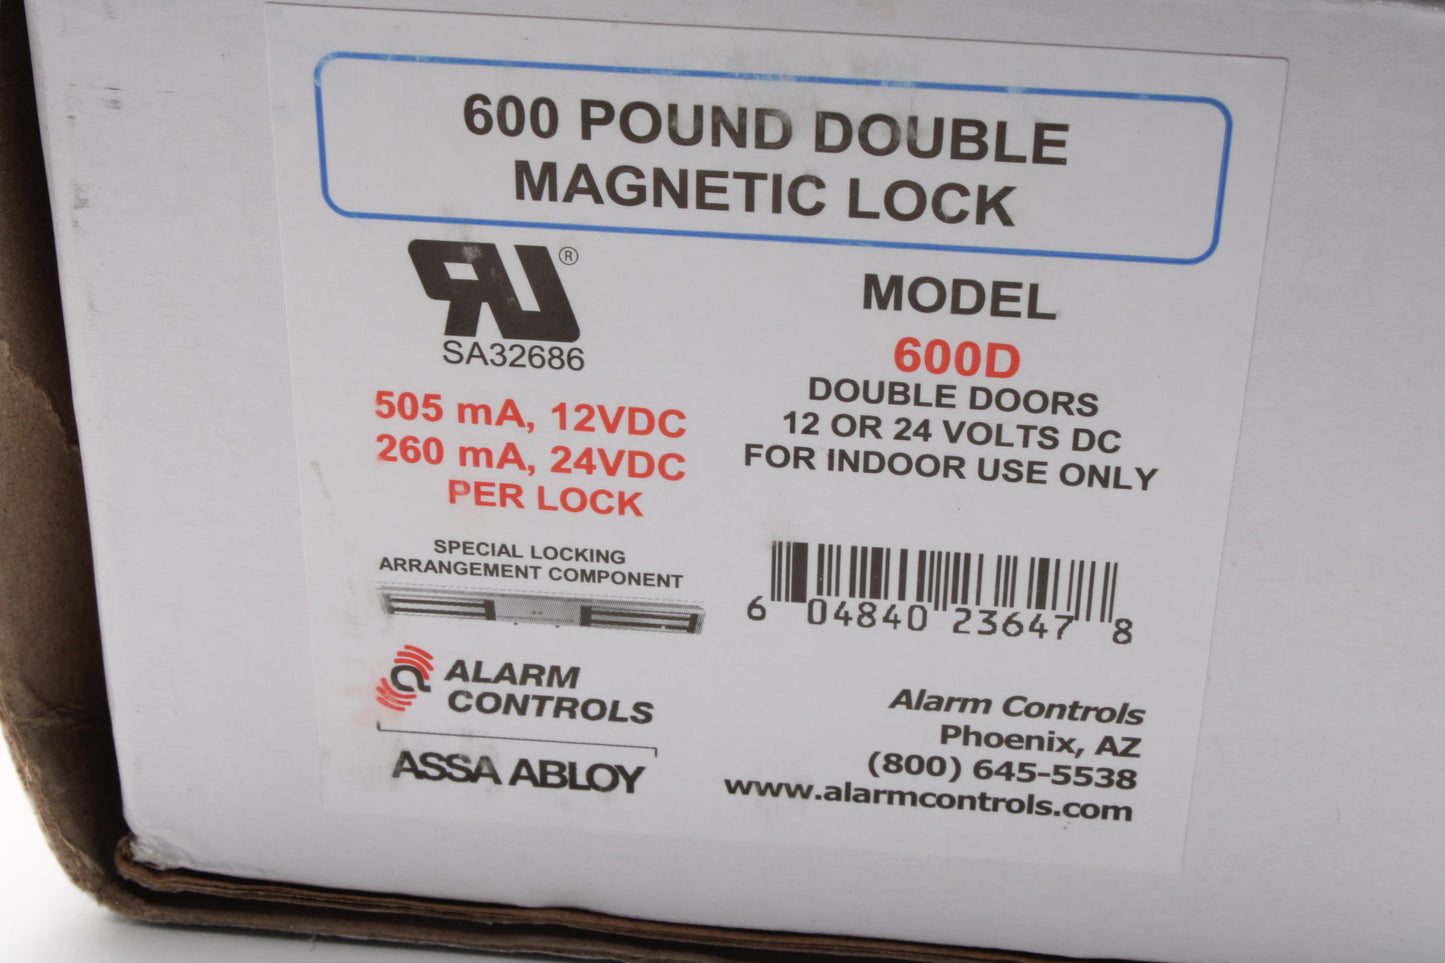 600 POUND DOUBLE
MAGNETIC LOCK
®
SA32686
505 mA, 12VDC
260 mA, 24VDC
PER LOCK
SPECIAL LOCKING
ARRANGEMENT COMPONENT
ALARM
CONTROLS
ASSA ABLOY
MODEL
600D
DOUBLE DOORS
12 OR 24 VOLTS DC
FOR INDOOR USE ONLY
6 04840 23647 8
Alarm Controls
Phoenix, AZ
(800) 645-5538
www.alarmcontrols.com